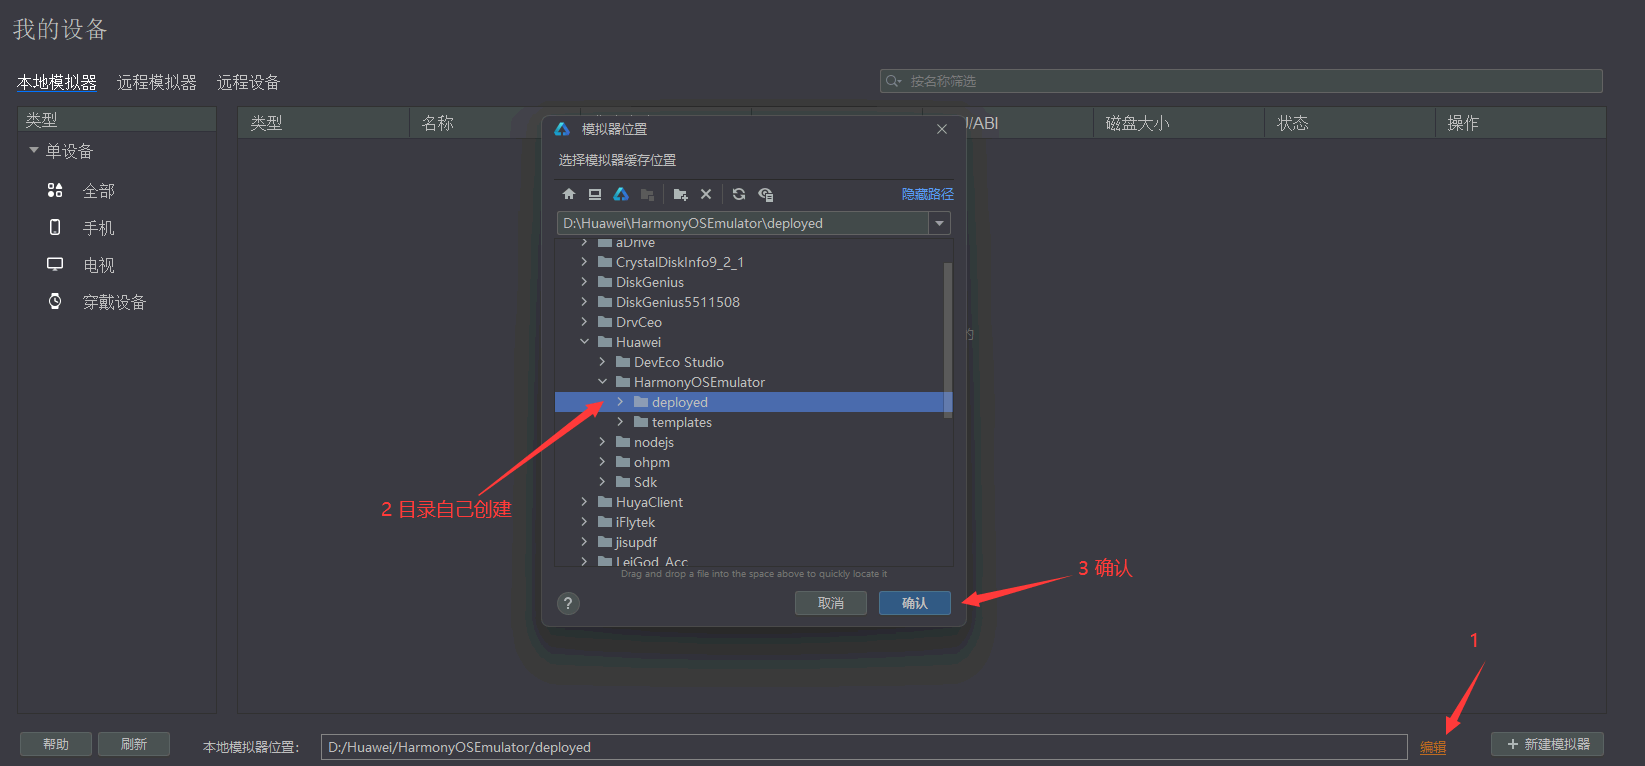 我的设备
本地模拟器 远程模拟器 远程设备
按名称筛选
类型
单设备
全部
手机
电视
穿戴设备
类型 名称 /ABI 磁盘大小 状态 操作
模拟器位置
选择模拟器缓存位置
隐藏路径
D:\Huawei\HarmonyOSEmulator\deployed
aDrive
CrystalDiskInfo9_2_1
DiskGenius
DiskGenius5511508
DrvCeo
Huawei
DevEco Studio
HarmonyOSEmulator
deployed
templates
nodejs
ohpm
Sdk
HuyaClient
iFlytek
jisupdf
LeiGod_Acc
Drag and drop a file into the space above to quickly locate it
? 取消 确认
2 目录自己创建
3 确认
1
帮助 刷新 本地模拟器位置: D:/Huawei/HarmonyOSEmulator/deployed 编辑 + 新建模拟器